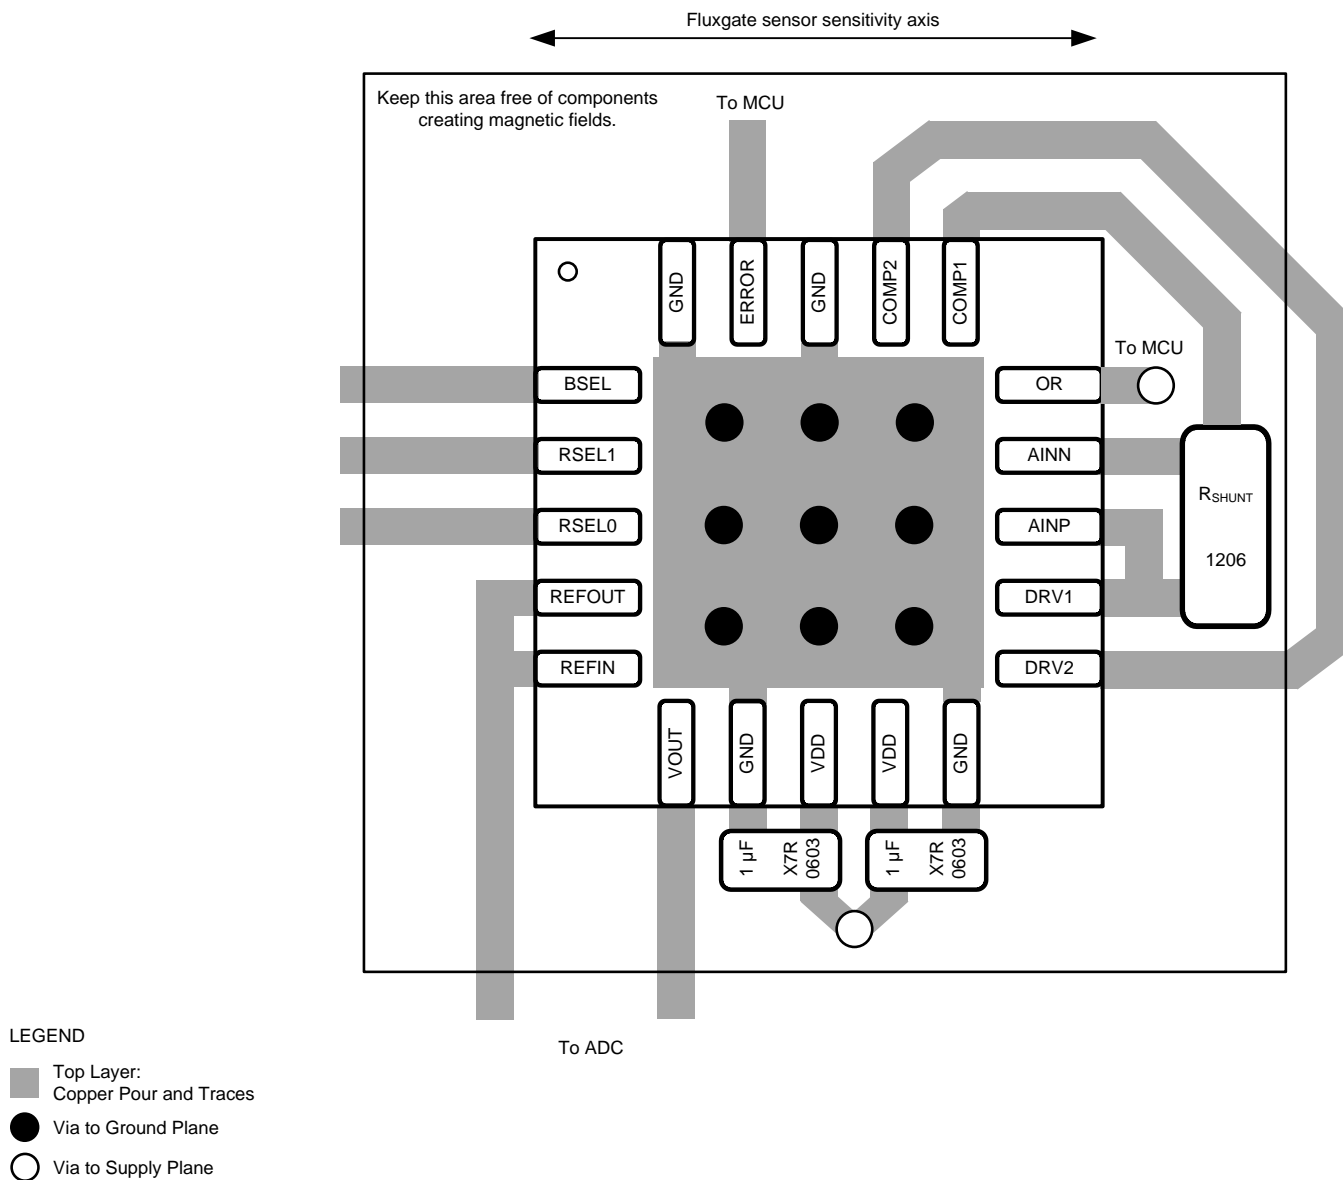 Fluxgate sensor sensitivity axis
Keep this area free of components
creating magnetic fields.
To MCU
GND
ERROR
GND
COMP2
COMP1
To MCU
BSEL
OR
RSEL1
AINN
RSEL0
AINP
REFOUT
DRV1
REFIN
DRV2
RSHUNT
1206
VOUT
GND
VDD
VDD
GND
1 µF
X7R
0603
1 µF
X7R
0603
To ADC
LEGEND
Top Layer:
Copper Pour and Traces
Via to Ground Plane
Via to Supply Plane